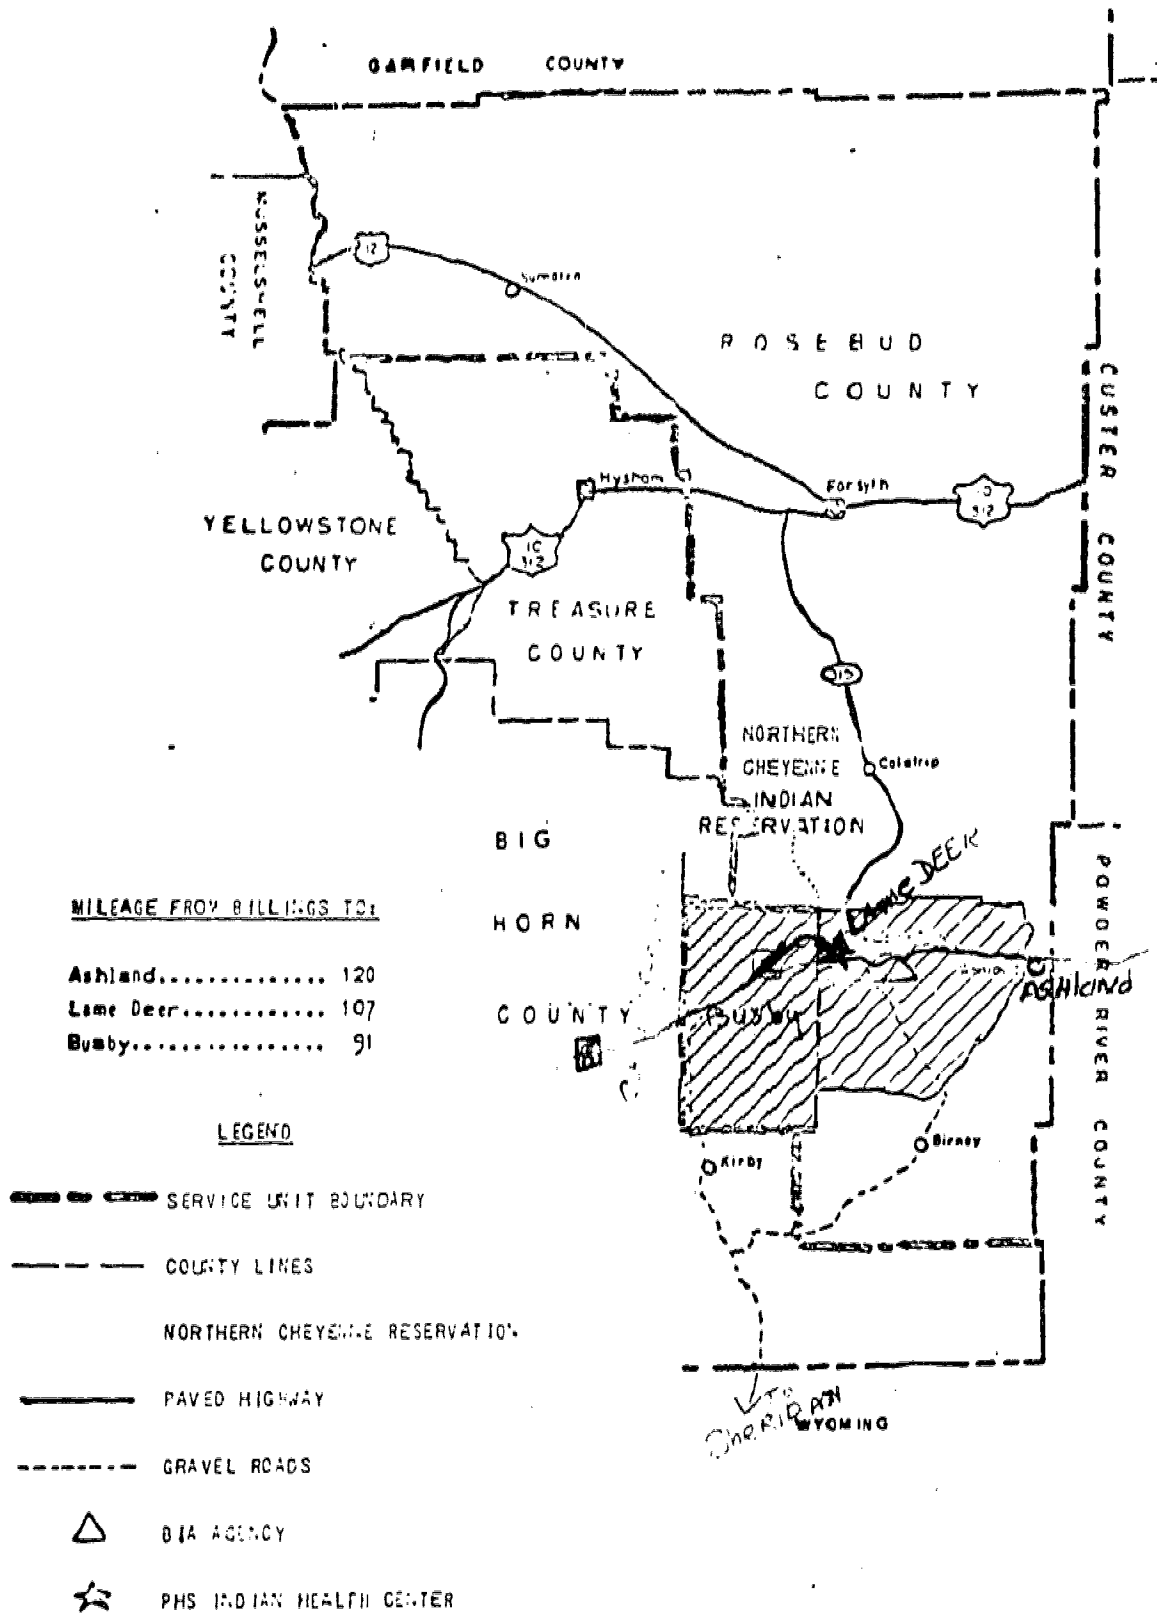 GARFIELD COUNTY
MUSSELSHELL
COUNTY
12
Sumatra
ROSEBUD
COUNTY
CUSTER COUNTY
Hysham
Forsyth
10
312
YELLOWSTONE
COUNTY
10
312
TREASURE
COUNTY
315
NORTHERN
CHEYENNE
INDIAN
RESERVATION
Colstrip
BIG
HORN
COUNTY
LAME DEER
POWDER RIVER COUNTY
MILEAGE FROM BILLINGS TO:
Ashland.............. 120
Lame Deer............ 107
Busby................ 91
Busby
ASHLAND
LEGEND
Kirby
Birney
SERVICE UNIT BOUNDARY
COUNTY LINES
NORTHERN CHEYENNE RESERVATION
PAVED HIGHWAY
TO
SheRIDAN
WYOMING
GRAVEL ROADS
BIA AGENCY
PHS INDIAN HEALTH CENTER